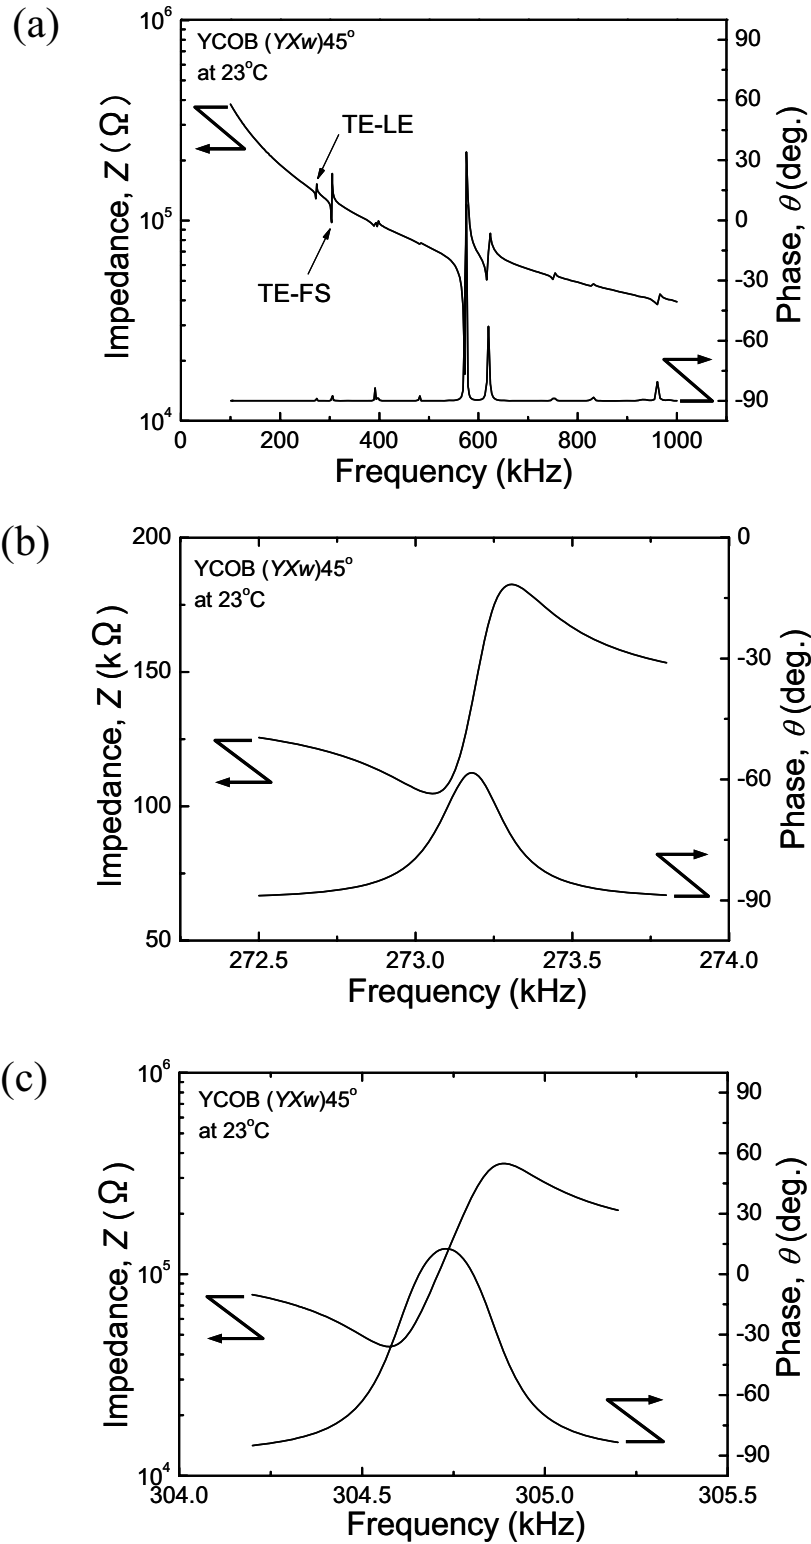 (a)
YCOB (YXw)45°
at 23°C
TE-LE
TE-FS
10⁶
10⁵
10⁴
Impedance, Z (Ω)
90
60
30
0
-30
-60
-90
Phase, θ (deg.)
0 200 400 600 800 1000
Frequency (kHz)
(b)
YCOB (YXw)45°
at 23°C
200
150
100
50
Impedance, Z (k Ω)
0
-30
-60
-90
Phase, θ (deg.)
272.5 273.0 273.5 274.0
Frequency (kHz)
(c)
YCOB (YXw)45°
at 23°C
10⁶
10⁵
10⁴
Impedance, Z (Ω)
90
60
30
0
-30
-60
-90
Phase, θ (deg.)
304.0 304.5 305.0 305.5
Frequency (kHz)